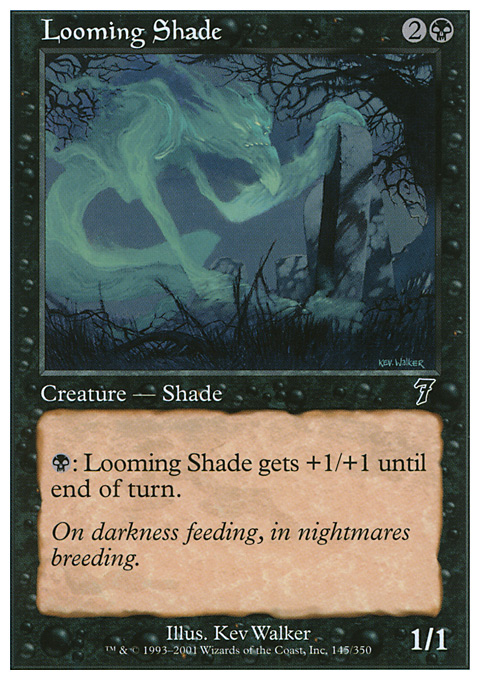 Looming Shade 2
KEV. WALKER
Creature — Shade 7
: Looming Shade gets +1/+1 until
end of turn.
On darkness feeding, in nightmares
breeding.
Illus. Kev Walker
™ & © 1993–2001 Wizards of the Coast, Inc. 145/350
1/1